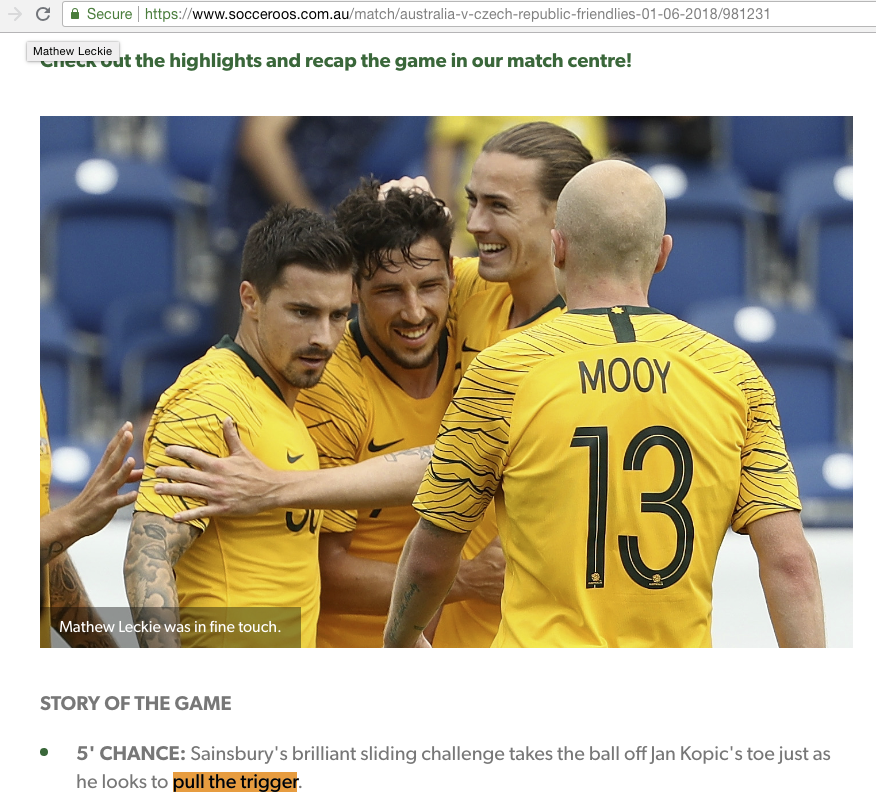 Secure https://www.socceroos.com.au/match/australia-v-czech-republic-friendlies-01-06-2018/981231
Mathew Leckie
Check out the highlights and recap the game in our match centre!
MOOY
13
Mathew Leckie was in fine touch.
STORY OF THE GAME
5' CHANCE: Sainsbury's brilliant sliding challenge takes the ball off Jan Kopic's toe just as
he looks to pull the trigger.